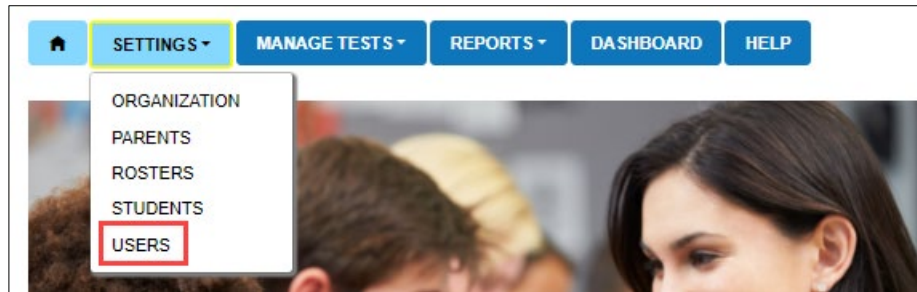 SETTINGS MANAGE TESTS REPORTS DASHBOARD HELP
ORGANIZATION
PARENTS
ROSTERS
STUDENTS
USERS